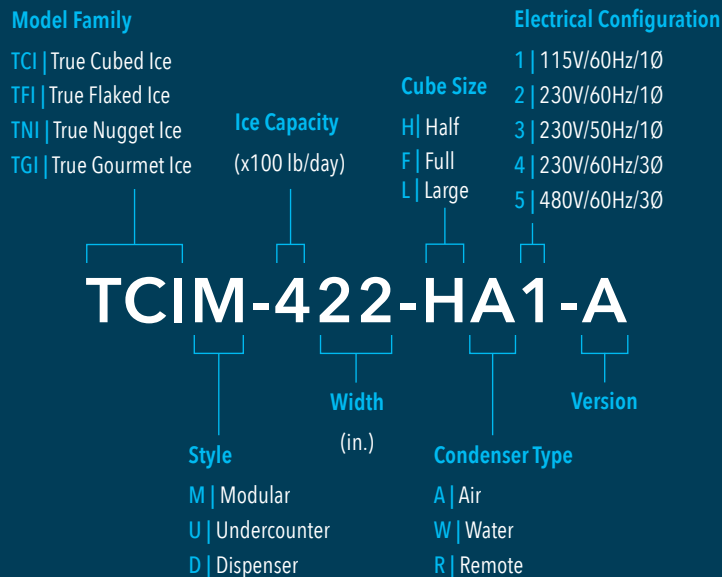 Model Family
TCI | True Cubed Ice
TFI | True Flaked Ice
TNI | True Nugget Ice
TGI | True Gourmet Ice
Ice Capacity
(x100 lb/day)
Cube Size
H | Half
F | Full
L | Large
Electrical Configuration
1 | 115V/60Hz/1Ø
2 | 230V/60Hz/1Ø
3 | 230V/50Hz/1Ø
4 | 230V/60Hz/3Ø
5 | 480V/60Hz/3Ø
TCIM-422-HA1-A
Style
M | Modular
U | Undercounter
D | Dispenser
Width
(in.)
Condenser Type
A | Air
W | Water
R | Remote
Version